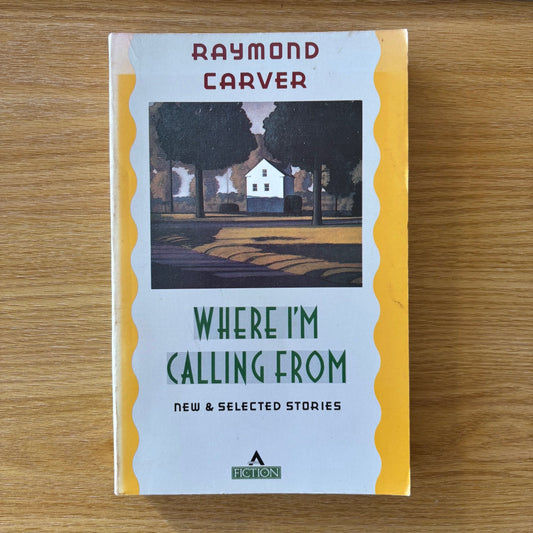 RAYMOND
CARVER
WHERE I'M
CALLING FROM
NEW & SELECTED STORIES
FICTION